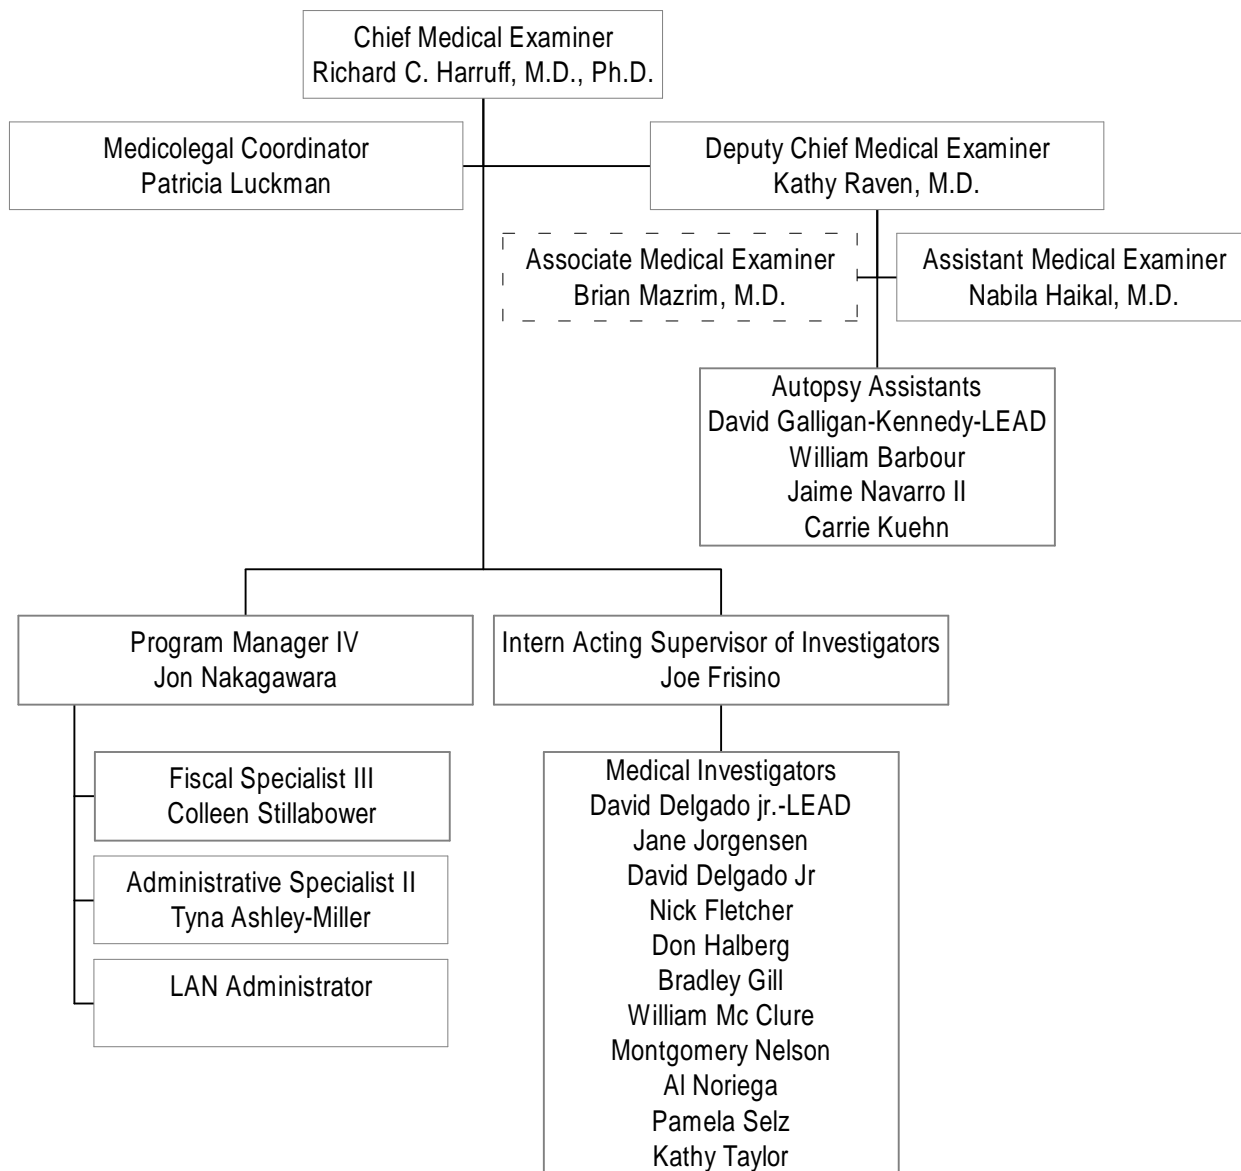 Chief Medical Examiner
Richard C. Harruff, M.D., Ph.D.
Medicolegal Coordinator
Patricia Luckman
Deputy Chief Medical Examiner
Kathy Raven, M.D.
Associate Medical Examiner
Brian Mazrim, M.D.
Assistant Medical Examiner
Nabila Haikal, M.D.
Autopsy Assistants
David Galligan-Kennedy-LEAD
William Barbour
Jaime Navarro II
Carrie Kuehn
Program Manager IV
Jon Nakagawara
Intern Acting Supervisor of Investigators
Joe Frisino
Fiscal Specialist III
Colleen Stillabower
Administrative Specialist II
Tyna Ashley-Miller
LAN Administrator
Medical Investigators
David Delgado jr.-LEAD
Jane Jorgensen
David Delgado Jr
Nick Fletcher
Don Halberg
Bradley Gill
William Mc Clure
Montgomery Nelson
Al Noriega
Pamela Selz
Kathy Taylor